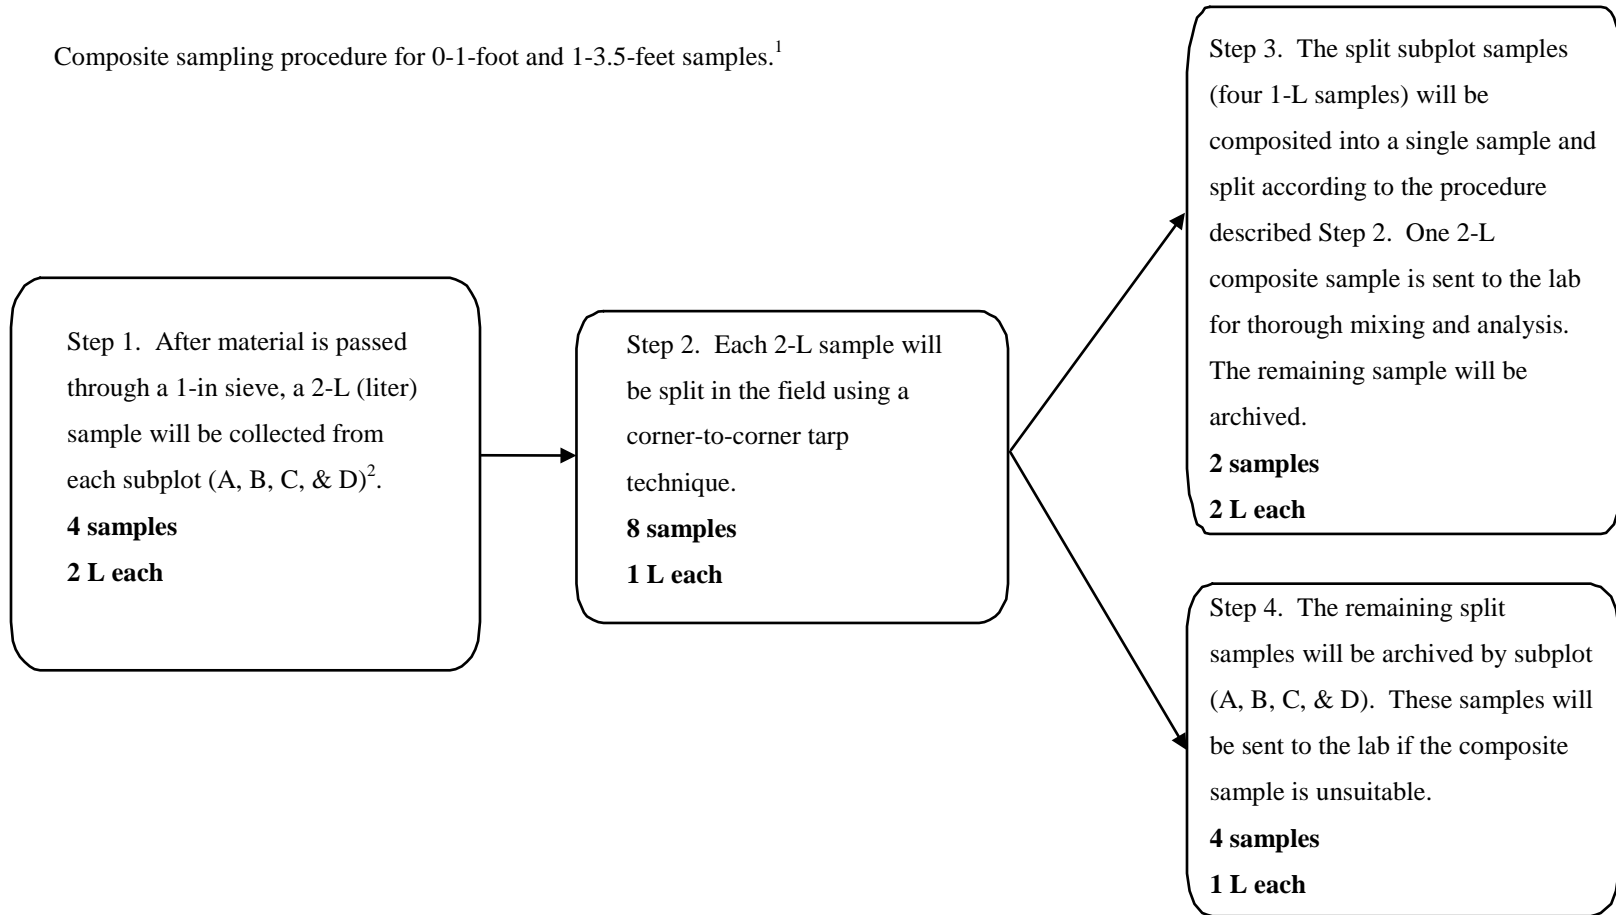 Composite sampling procedure for 0-1-foot and 1-3.5-feet samples.1
Step 1.  After material is passed
through a 1-in sieve, a 2-L (liter)
sample will be collected from
each subplot (A, B, C, & D)2.
4 samples
2 L each
Step 2.  Each 2-L sample will
be split in the field using a
corner-to-corner tarp
technique.
8 samples
1 L each
Step 3.  The split subplot samples
(four 1-L samples) will be
composited into a single sample and
split according to the procedure
described Step 2.  One 2-L
composite sample is sent to the lab
for thorough mixing and analysis.
The remaining sample will be
archived.
2 samples
2 L each
Step 4.  The remaining split
samples will be archived by subplot
(A, B, C, & D).  These samples will
be sent to the lab if the composite
sample is unsuitable.
4 samples
1 L each